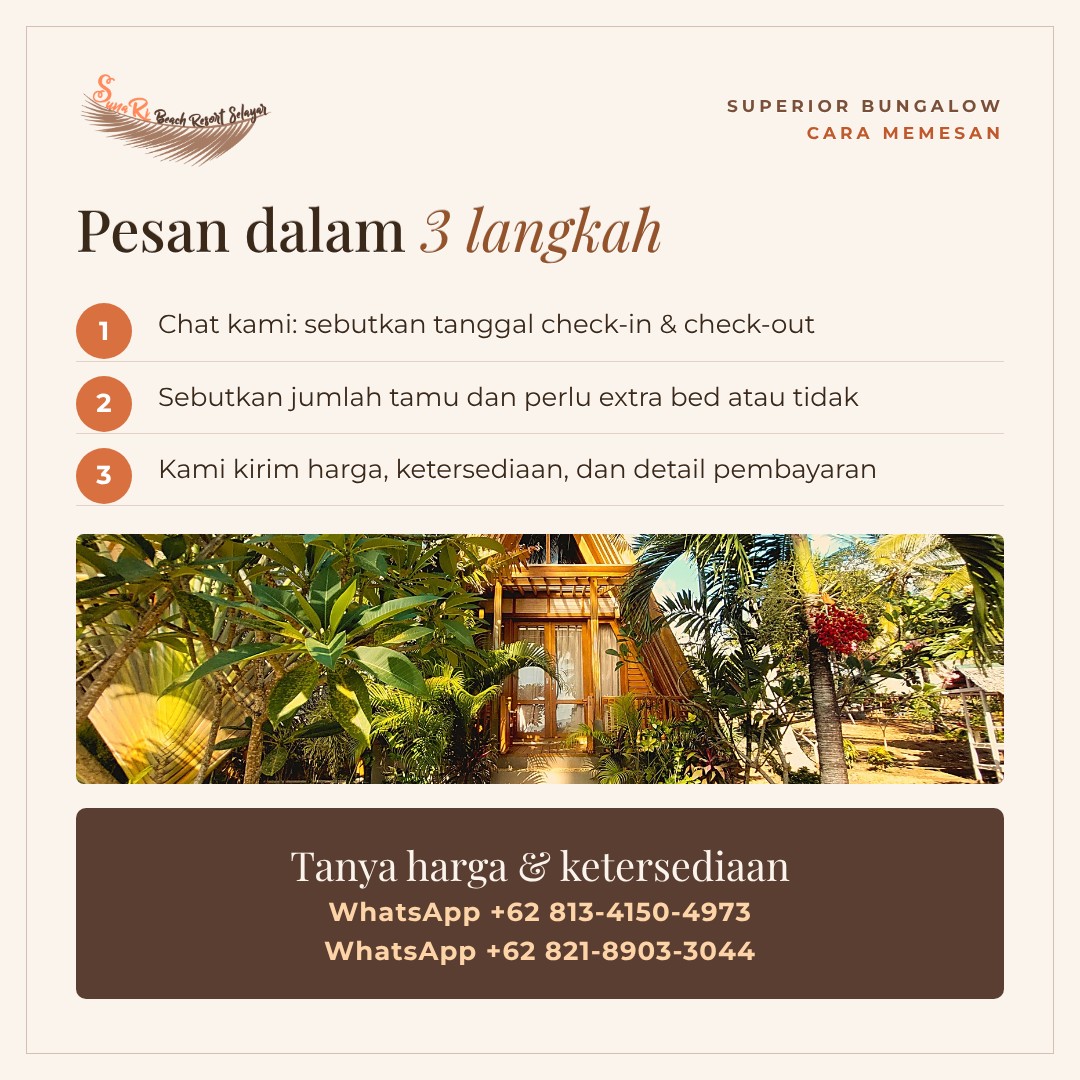 SunaRi Beach Resort Selayar
SUPERIOR BUNGALOW
CARA MEMESAN
Pesan dalam 3 langkah
1 Chat kami: sebutkan tanggal check-in & check-out
2 Sebutkan jumlah tamu dan perlu extra bed atau tidak
3 Kami kirim harga, ketersediaan, dan detail pembayaran
Tanya harga & ketersediaan
WhatsApp +62 813-4150-4973
WhatsApp +62 821-8903-3044